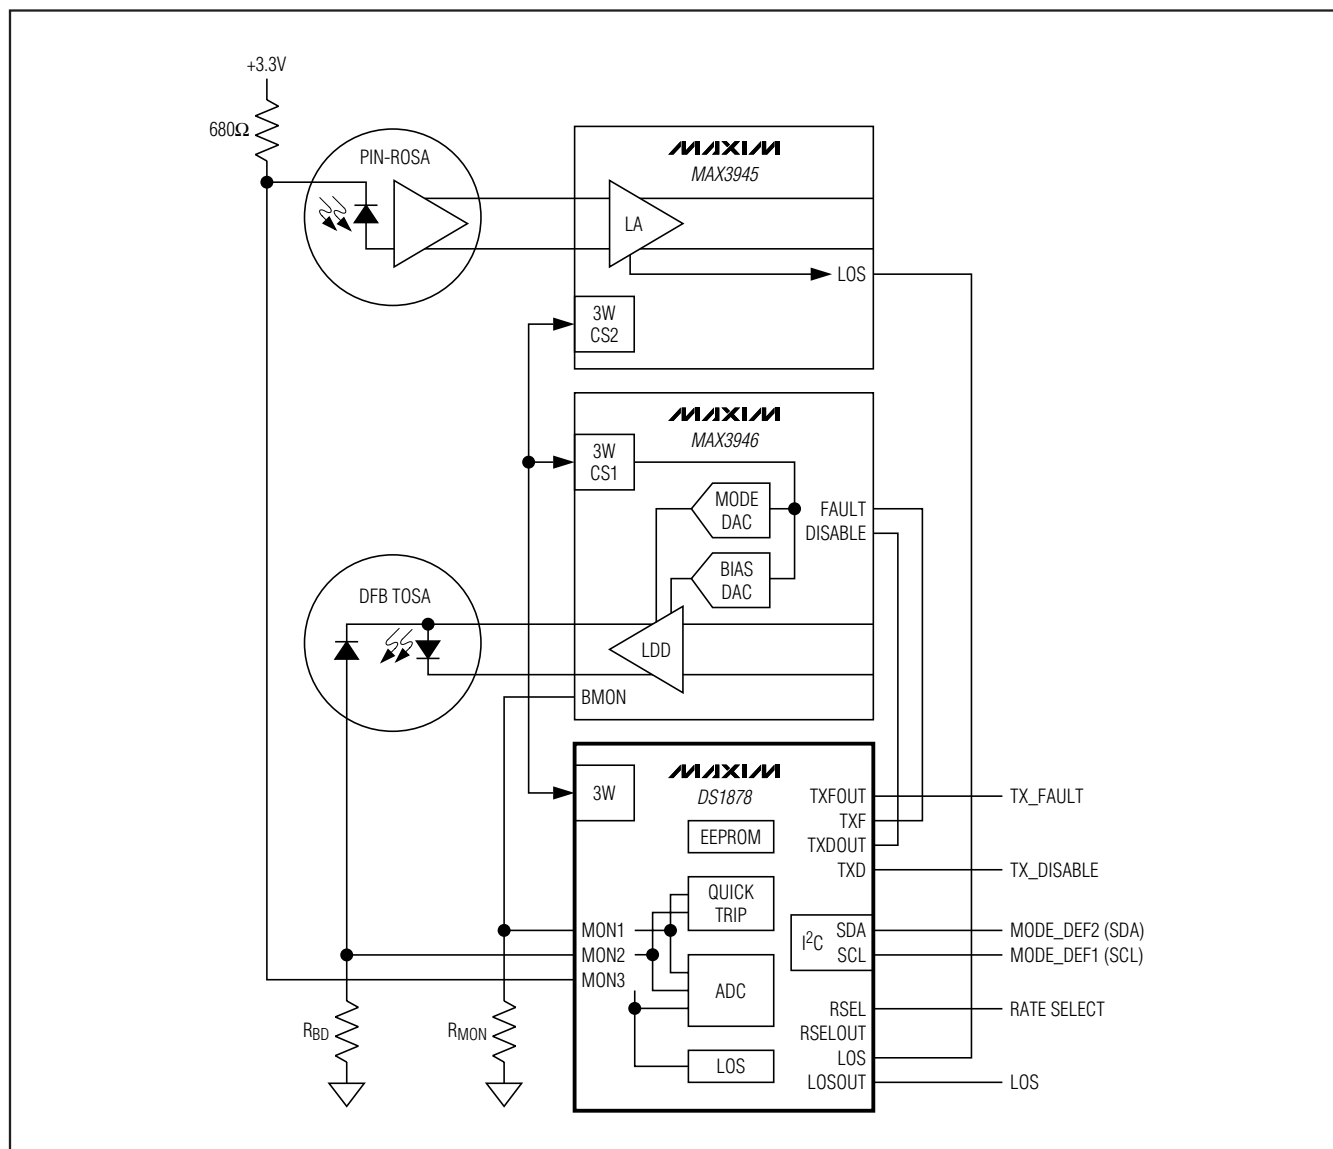 +3.3V
680Ω
PIN-ROSA
MAXIM
MAX3945
LA
LOS
3W
CS2
MAXIM
MAX3946
3W
CS1
MODE
DAC
FAULT
DISABLE
BIAS
DAC
DFB TOSA
LDD
BMON
MAXIM
DS1878
3W
TXFOUT
TX_FAULT
EEPROM
TXF
TXDOUT
TXD
TX_DISABLE
QUICK
TRIP
MON1
MON2
MON3
I²C
SDA
MODE_DEF2 (SDA)
SCL
MODE_DEF1 (SCL)
ADC
RSEL
RATE SELECT
RSELOUT
RBD
RMON
LOS
LOS
LOSOUT
LOS